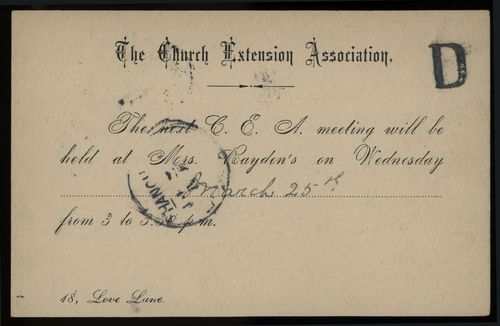 The Church Extension Association.
D
The next C. E. A. meeting will be
held at Mrs. Rayden's on Wednesday
March 25th
from 3 to 5.30 p.m.
18, Love Lane.